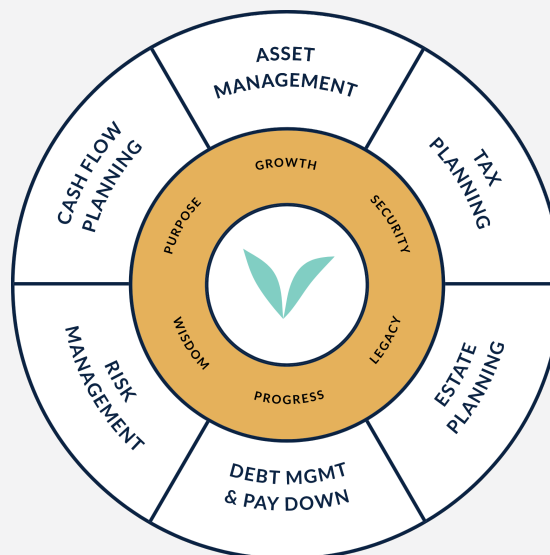 ASSET
MANAGEMENT
TAX
PLANNING
ESTATE
PLANNING
DEBT MGMT
& PAY DOWN
RISK
MANAGEMENT
CASH FLOW
PLANNING
GROWTH
SECURITY
LEGACY
PROGRESS
WISDOM
PURPOSE